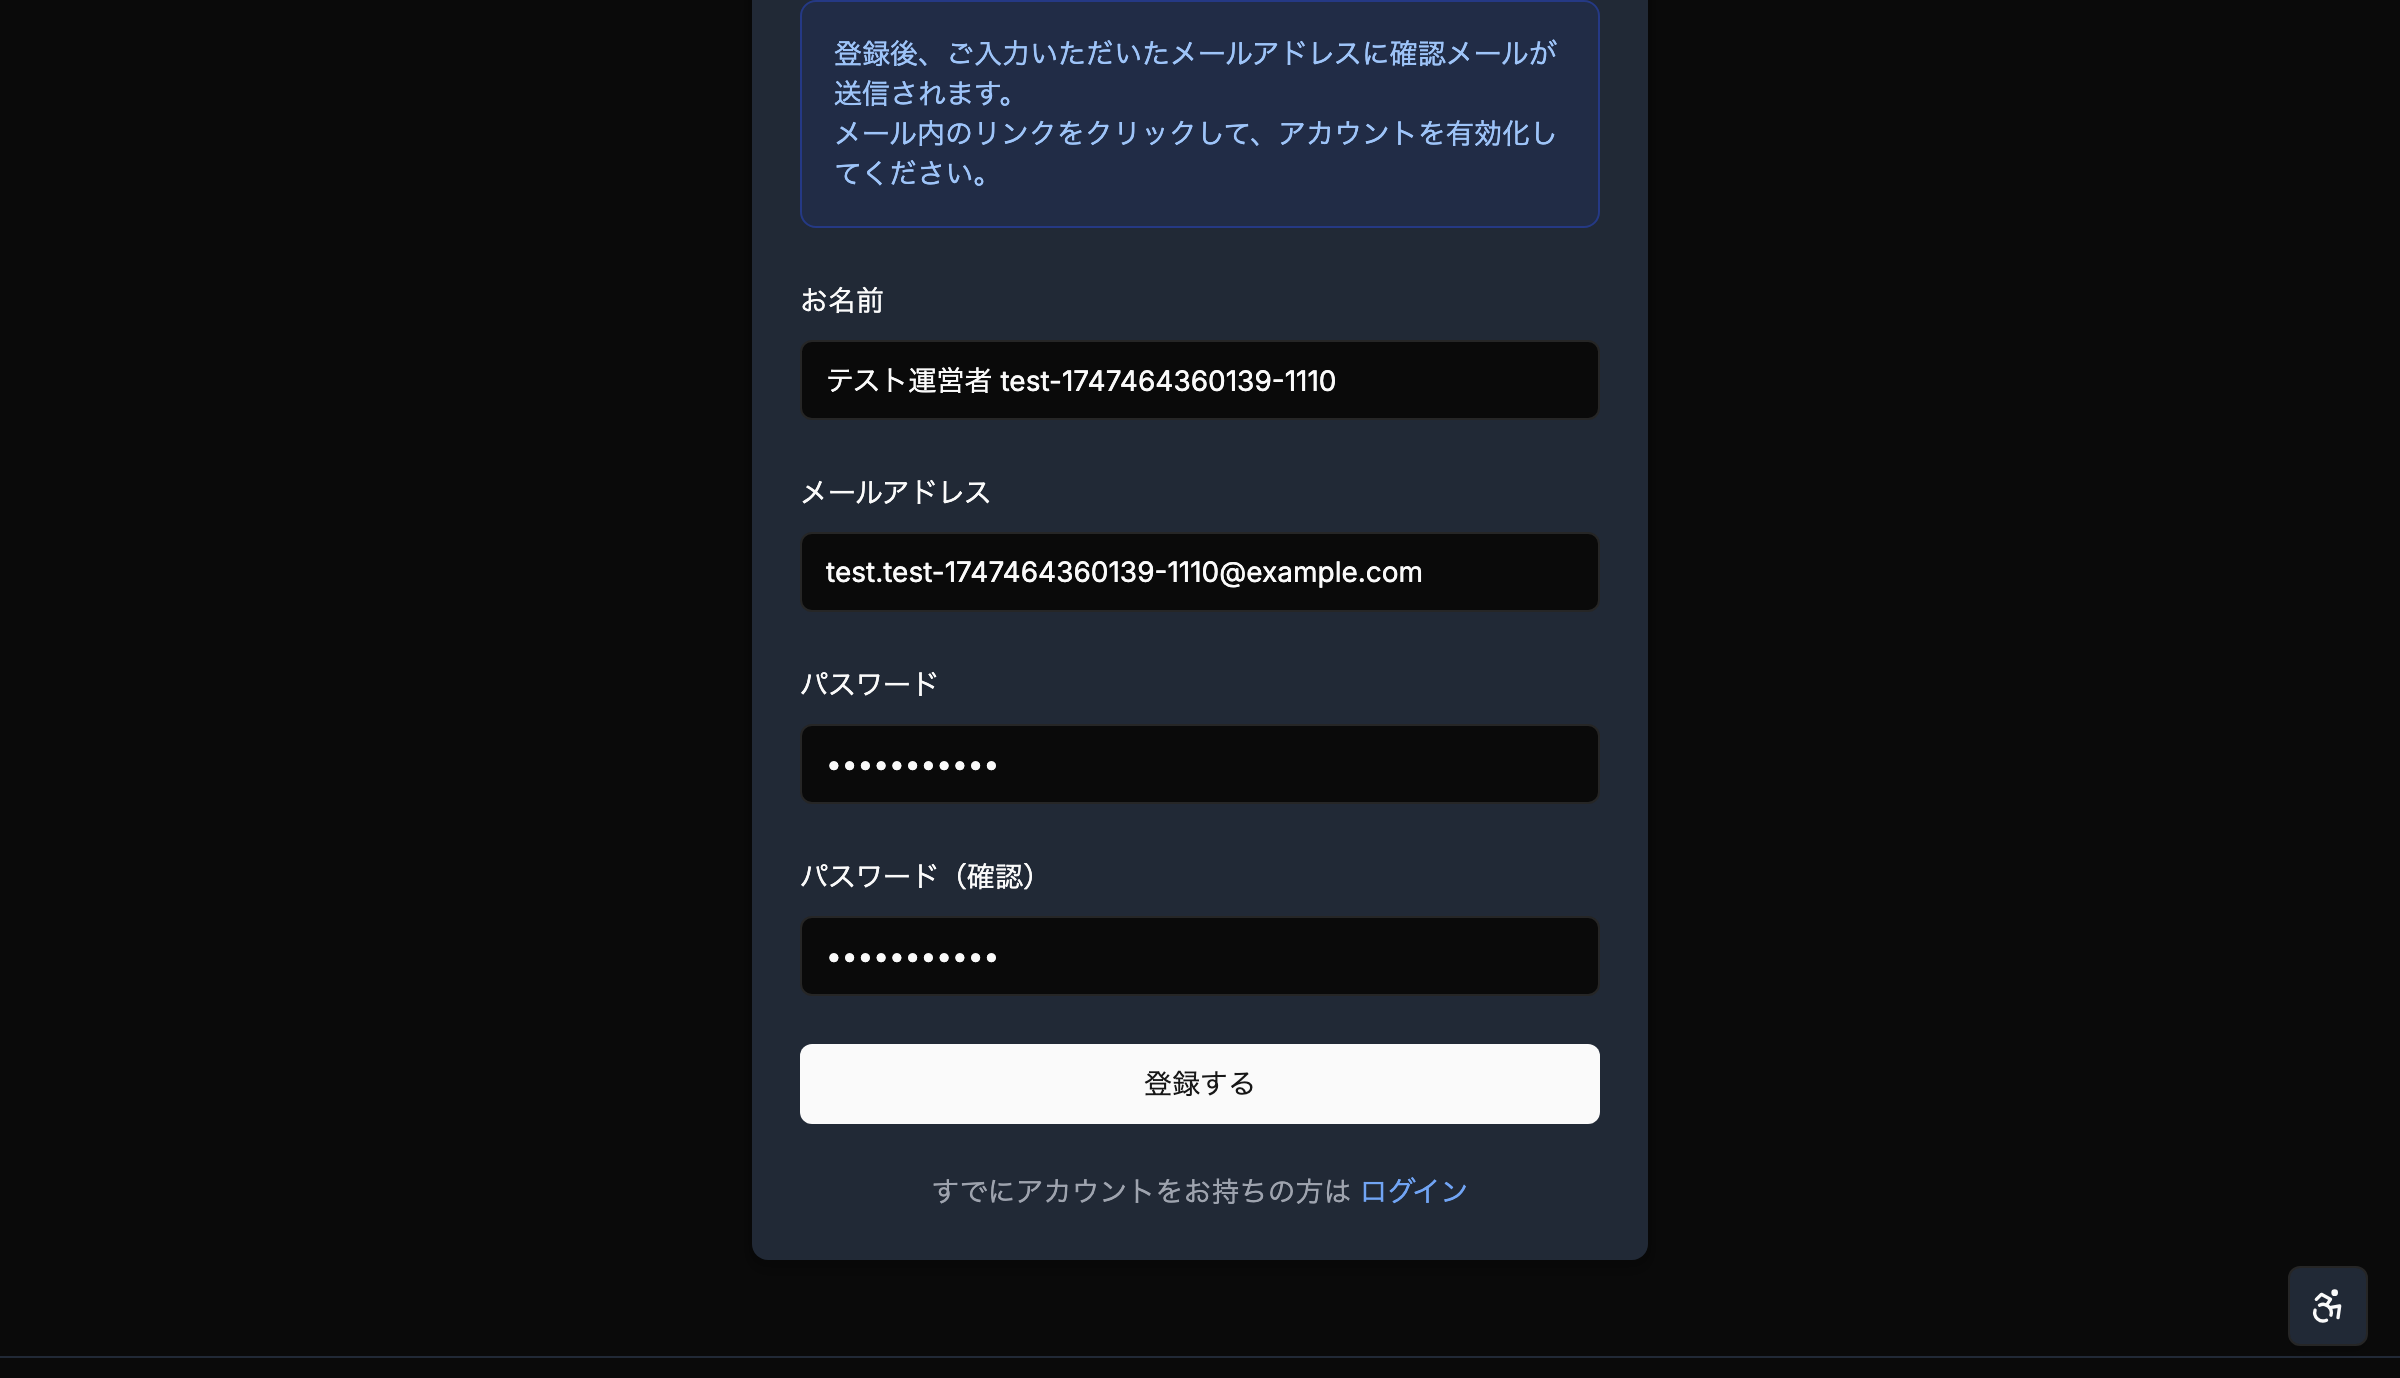 登録後、ご入力いただいたメールアドレスに確認メールが
送信されます。
メール内のリンクをクリックして、アカウントを有効化し
てください。
お名前
テスト運営者 test-1747464360139-1110
メールアドレス
test.test-1747464360139-1110@example.com
パスワード
•••••••••••
パスワード（確認）
•••••••••••
登録する
すでにアカウントをお持ちの方は ログイン